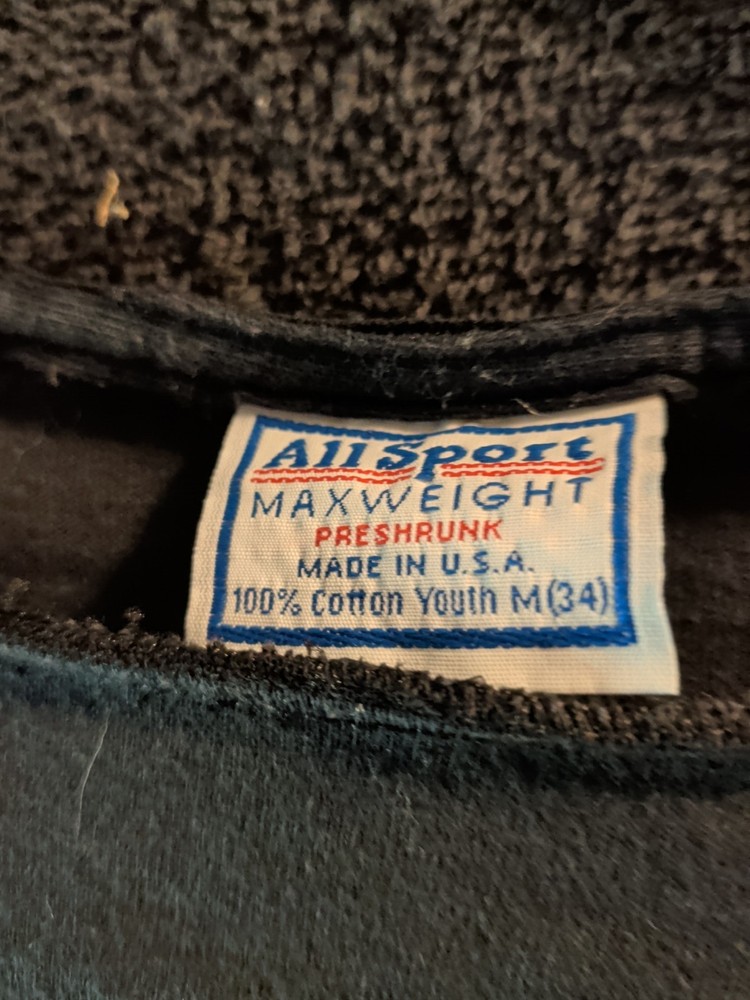 All Sport
MAXWEIGHT
PRESHRUNK
MADE IN U.S.A.
100% Cotton Youth M(34)